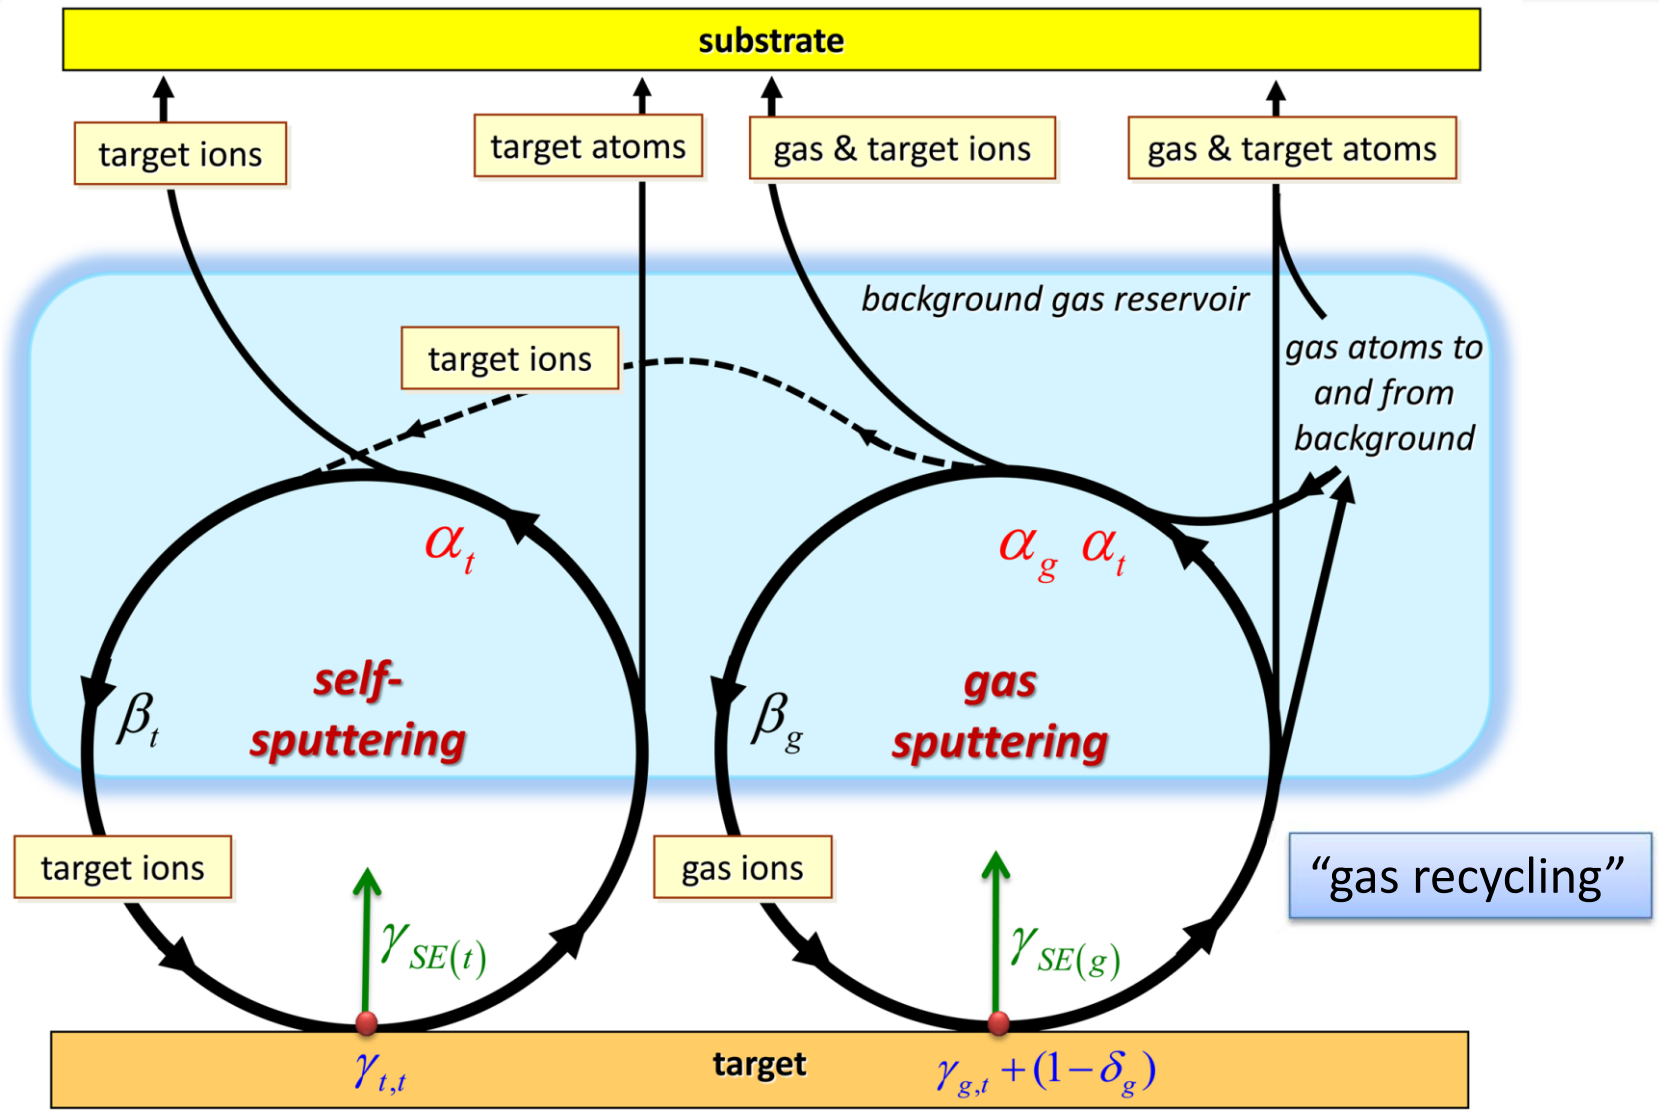 substrate
target ions
target atoms
gas & target ions
gas & target atoms
background gas reservoir
target ions
gas atoms to
and from
background
α_t
α_g α_t
self-
sputtering
gas
sputtering
β_t
β_g
target ions
gas ions
“gas recycling”
γ_SE(t)
γ_SE(g)
γ_t,t
target
γ_g,t + (1 − δ_g)